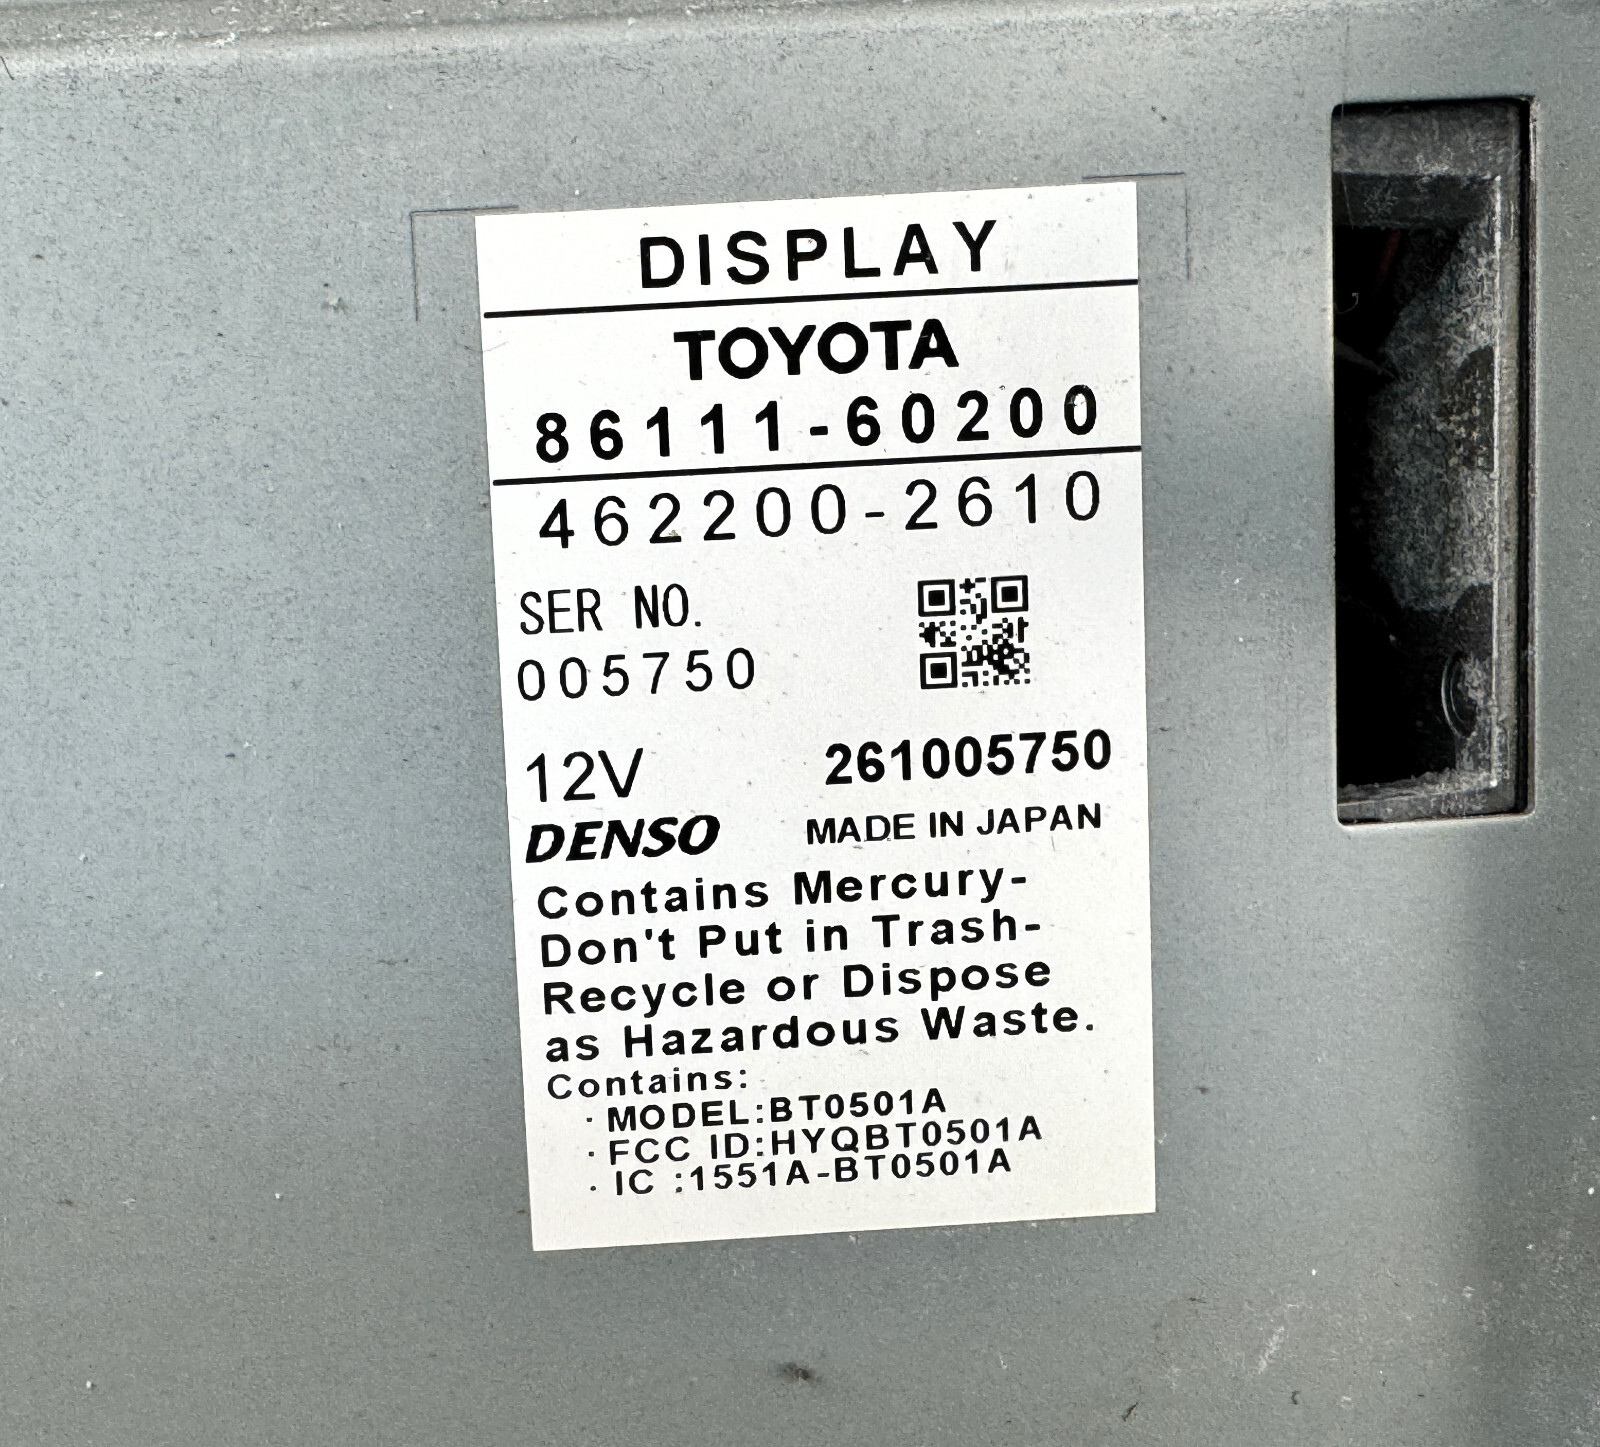 DISPLAY
TOYOTA
86111-60200
462200-2610
SER NO.
005750
12V 261005750
DENSO MADE IN JAPAN
Contains Mercury-
Don't Put in Trash-
Recycle or Dispose
as Hazardous Waste.
Contains:
· MODEL:BT0501A
· FCC ID:HYQBT0501A
· IC :1551A-BT0501A